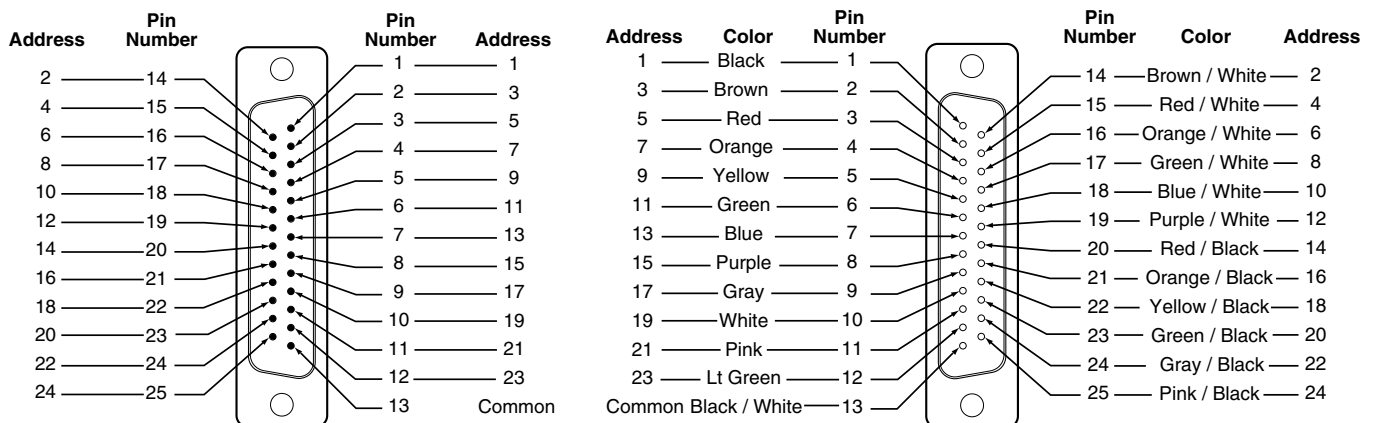 Address Pin Number Pin Number Address
1 1
2 14
2 3
4 15
3 5
6 16
4 7
8 17
5 9
10 18
6 11
12 19
7 13
14 20
8 15
16 21
9 17
18 22
10 19
20 23
11 21
22 24
12 23
24 25
13 Common
Address Color Pin Number Pin Number Color Address
1 Black 1
14 Brown / White 2
3 Brown 2
15 Red / White 4
5 Red 3
16 Orange / White 6
7 Orange 4
17 Green / White 8
9 Yellow 5
18 Blue / White 10
11 Green 6
19 Purple / White 12
13 Blue 7
20 Red / Black 14
15 Purple 8
21 Orange / Black 16
17 Gray 9
22 Yellow / Black 18
19 White 10
23 Green / Black 20
21 Pink 11
24 Gray / Black 22
23 Lt Green 12
25 Pink / Black 24
Common Black / White 13